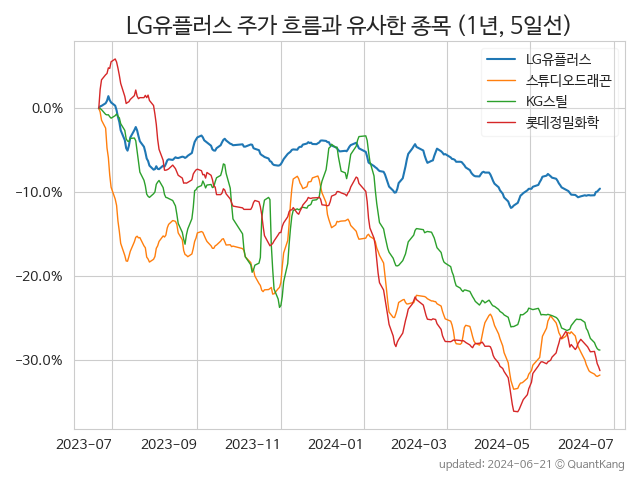 LG유플러스 주가 흐름과 유사한 종목 (1년, 5일선)
LG유플러스
스튜디오드래곤
KG스틸
롯데정밀화학
0.0%
−10.0%
−20.0%
−30.0%
2023-07 2023-09 2023-11 2024-01 2024-03 2024-05 2024-07
updated: 2024-06-21 © QuantKang